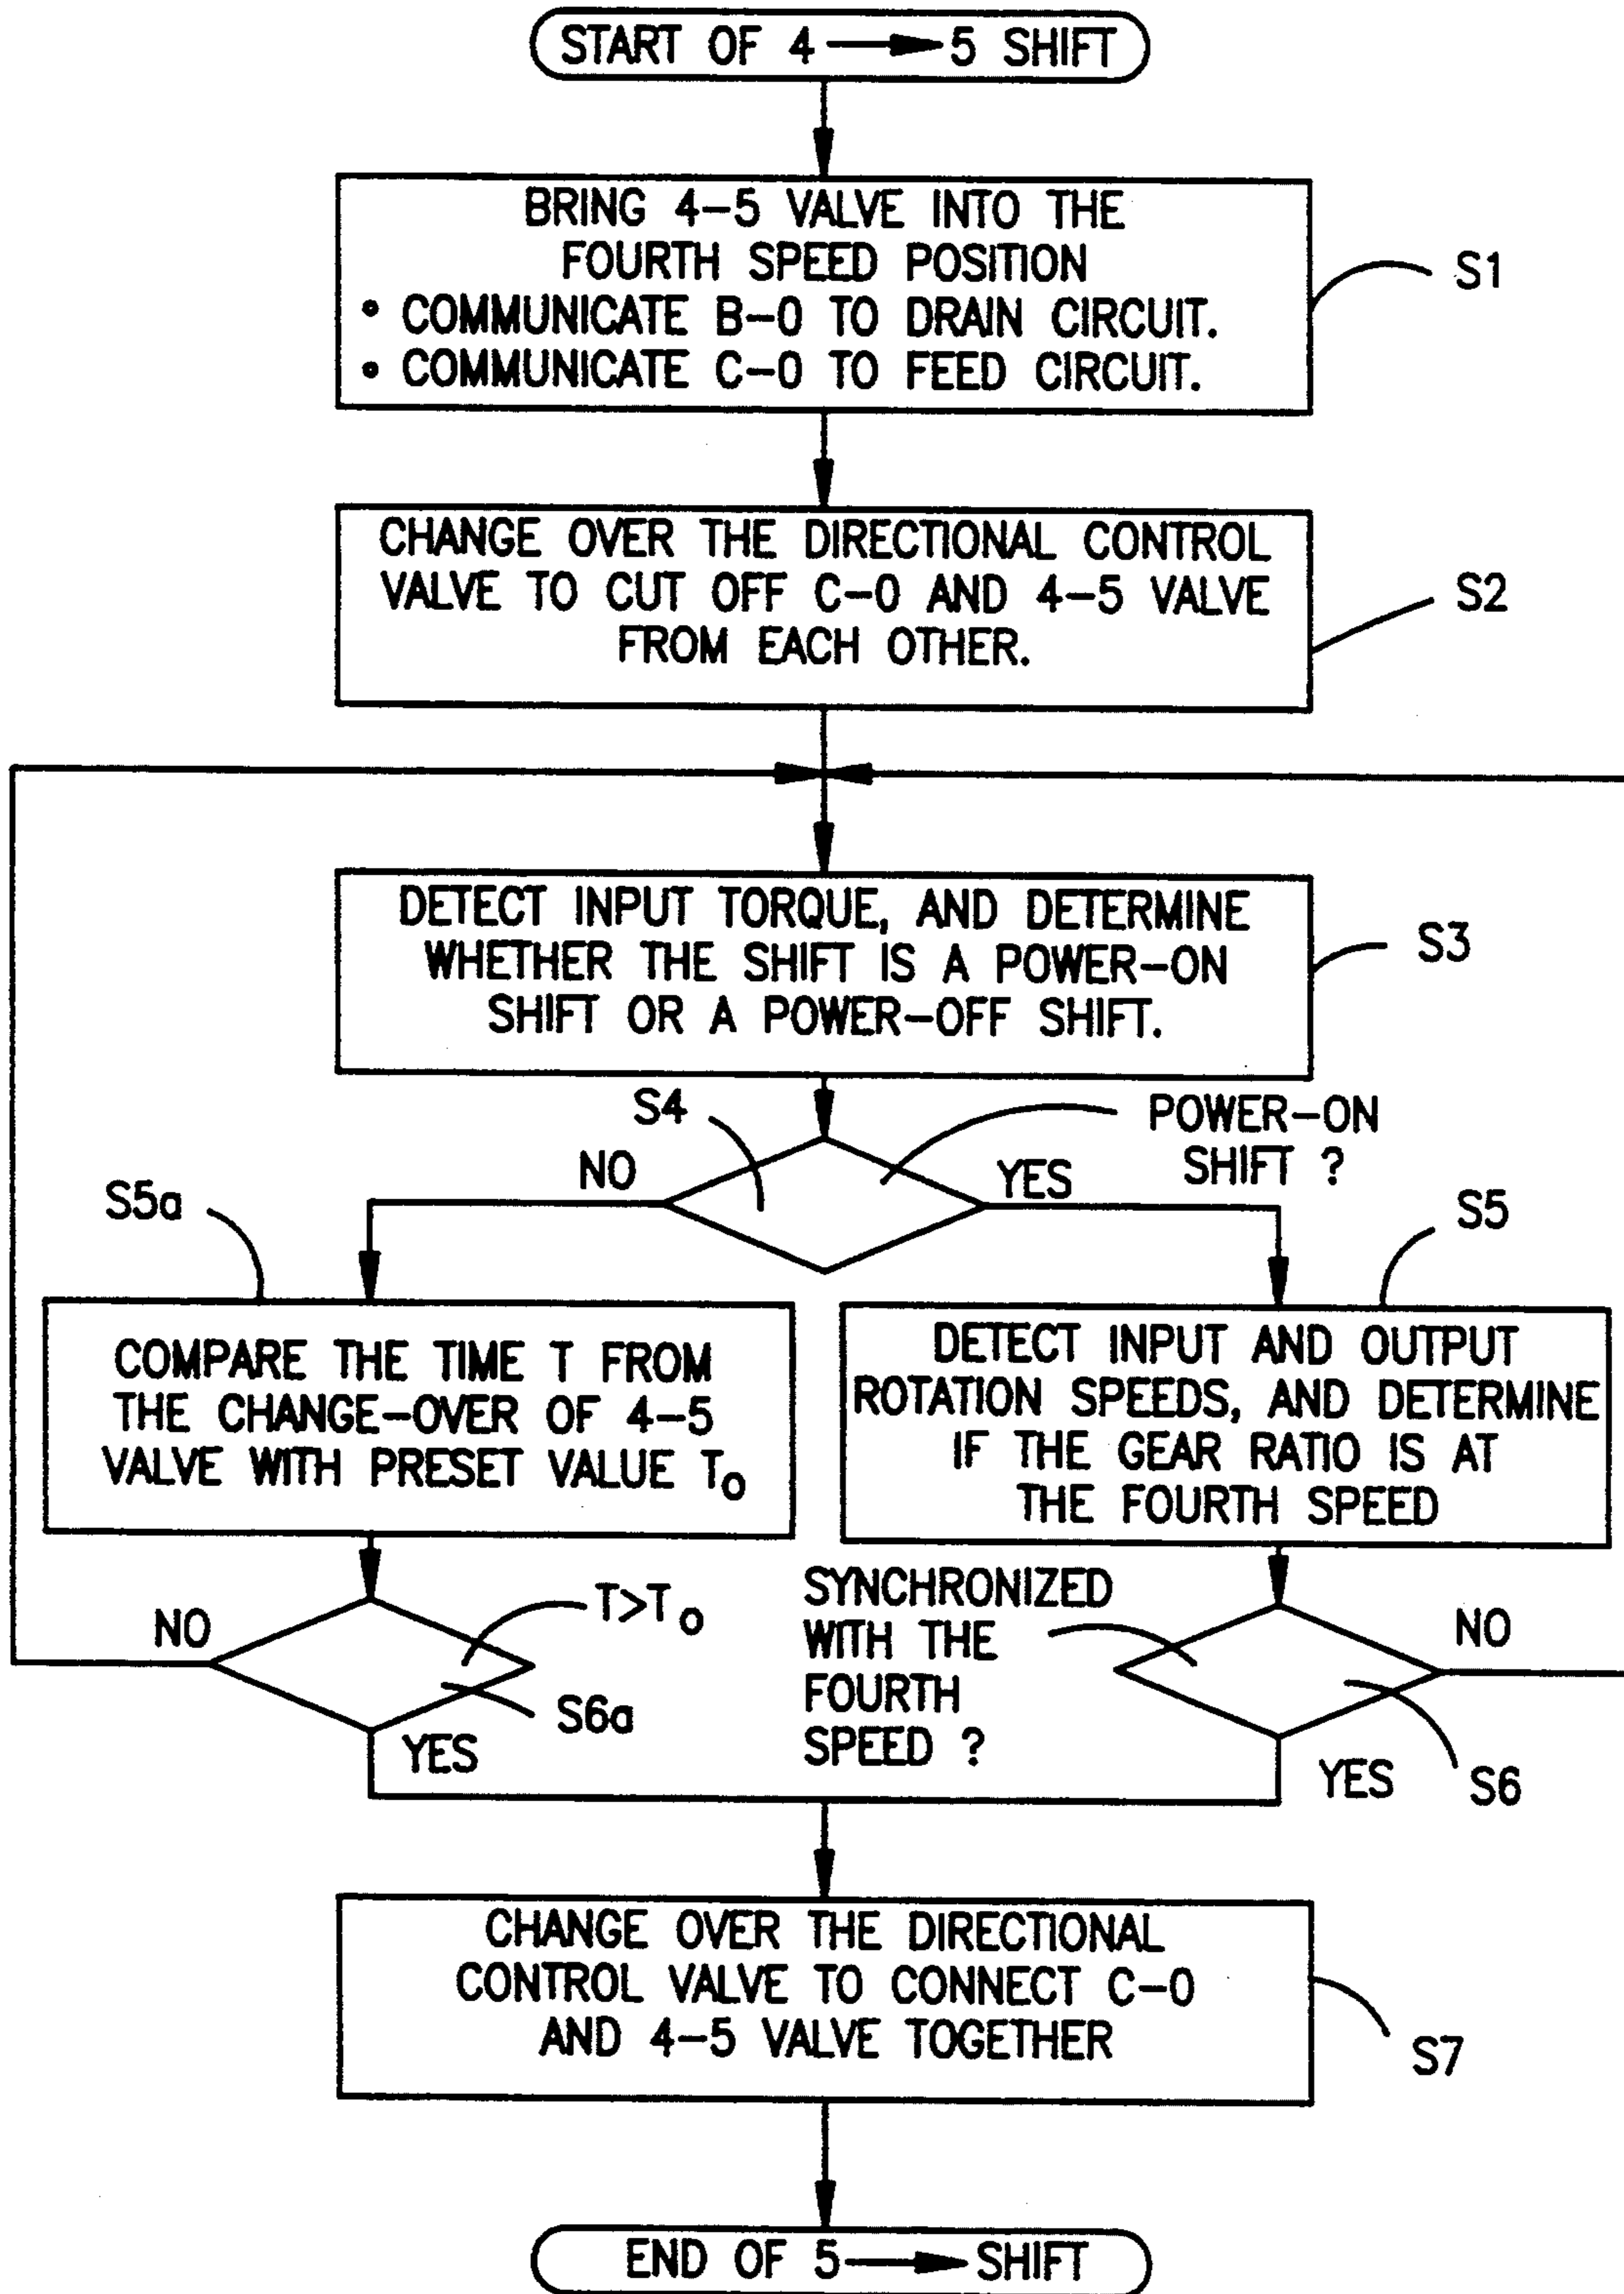 START OF 4 → 5 SHIFT
BRING 4-5 VALVE INTO THE
FOURTH SPEED POSITION
• COMMUNICATE B-0 TO DRAIN CIRCUIT.
• COMMUNICATE C-0 TO FEED CIRCUIT.
S1
CHANGE OVER THE DIRECTIONAL CONTROL
VALVE TO CUT OFF C-0 AND 4-5 VALVE
FROM EACH OTHER.
S2
DETECT INPUT TORQUE, AND DETERMINE
WHETHER THE SHIFT IS A POWER-ON
SHIFT OR A POWER-OFF SHIFT.
S3
S4
POWER-ON
SHIFT ?
NO
YES
S5a
S5
COMPARE THE TIME T FROM
THE CHANGE-OVER OF 4-5
VALVE WITH PRESET VALUE T₀
DETECT INPUT AND OUTPUT
ROTATION SPEEDS, AND DETERMINE
IF THE GEAR RATIO IS AT
THE FOURTH SPEED
NO
T>T₀
S6a
YES
SYNCHRONIZED
WITH THE
FOURTH
SPEED ?
NO
YES
S6
CHANGE OVER THE DIRECTIONAL
CONTROL VALVE TO CONNECT C-0
AND 4-5 VALVE TOGETHER
S7
END OF 5 → SHIFT